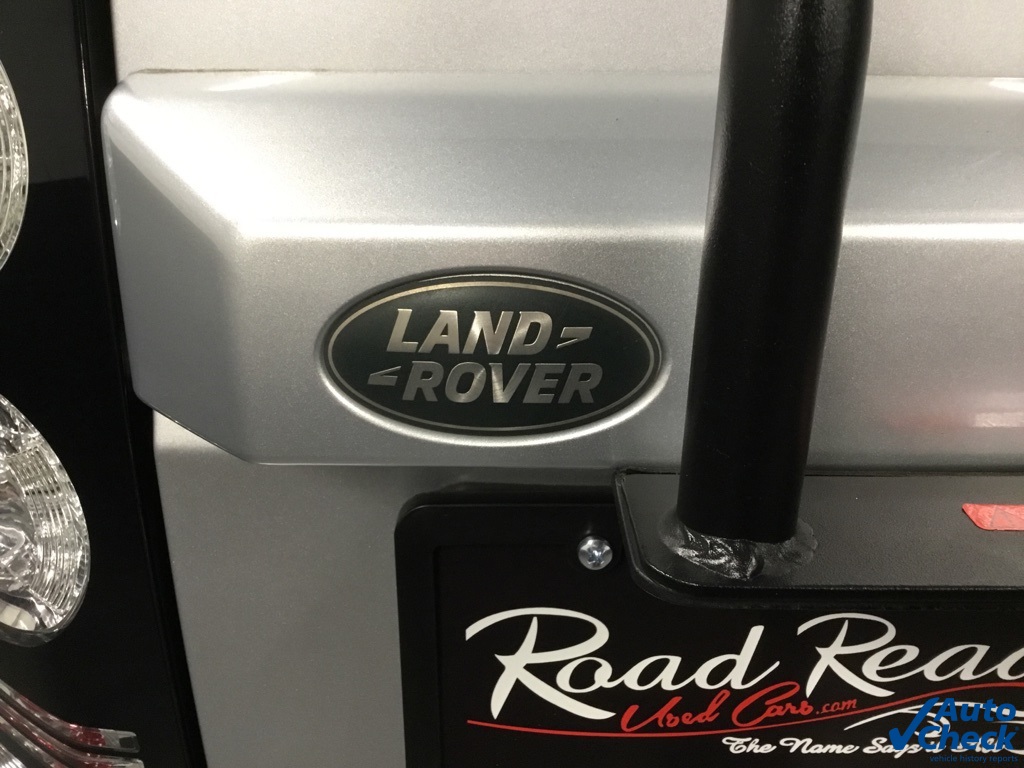 LAND
ROVER
Road Read
Used Cars.com
The Name Says
Auto
Check
vehicle history reports